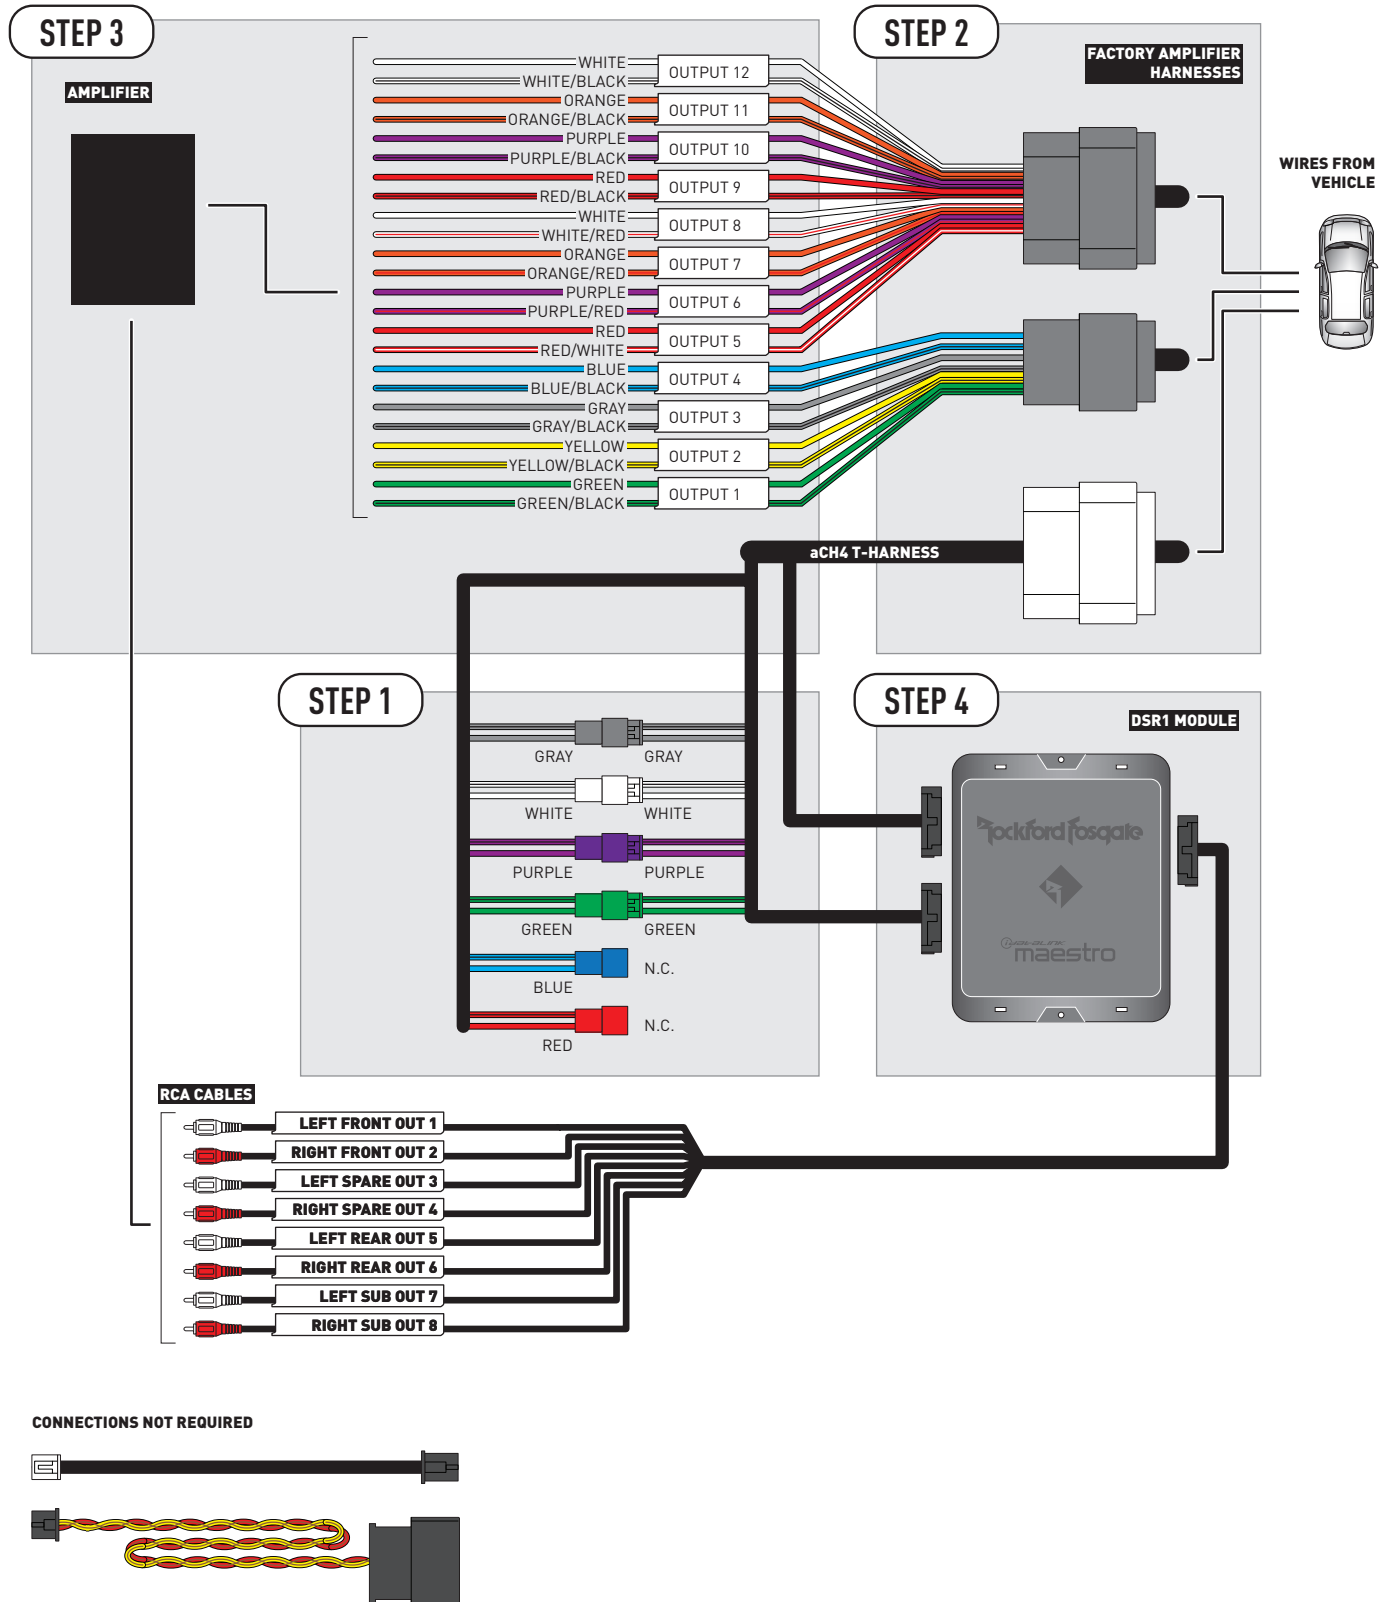 STEP 3
STEP 2
AMPLIFIER
FACTORY AMPLIFIER
HARNESSES
WIRES FROM
VEHICLE
WHITE
WHITE/BLACK
OUTPUT 12
ORANGE
ORANGE/BLACK
OUTPUT 11
PURPLE
PURPLE/BLACK
OUTPUT 10
RED
RED/BLACK
OUTPUT 9
WHITE
WHITE/RED
OUTPUT 8
ORANGE
ORANGE/RED
OUTPUT 7
PURPLE
PURPLE/RED
OUTPUT 6
RED
RED/WHITE
OUTPUT 5
BLUE
BLUE/BLACK
OUTPUT 4
GRAY
GRAY/BLACK
OUTPUT 3
YELLOW
YELLOW/BLACK
OUTPUT 2
GREEN
GREEN/BLACK
OUTPUT 1
aCH4 T-HARNESS
STEP 1
GRAY GRAY
WHITE WHITE
PURPLE PURPLE
GREEN GREEN
BLUE N.C.
RED N.C.
STEP 4
DSR1 MODULE
Rockford Fosgate
iDatalink
maestro
RCA CABLES
LEFT FRONT OUT 1
RIGHT FRONT OUT 2
LEFT SPARE OUT 3
RIGHT SPARE OUT 4
LEFT REAR OUT 5
RIGHT REAR OUT 6
LEFT SUB OUT 7
RIGHT SUB OUT 8
CONNECTIONS NOT REQUIRED